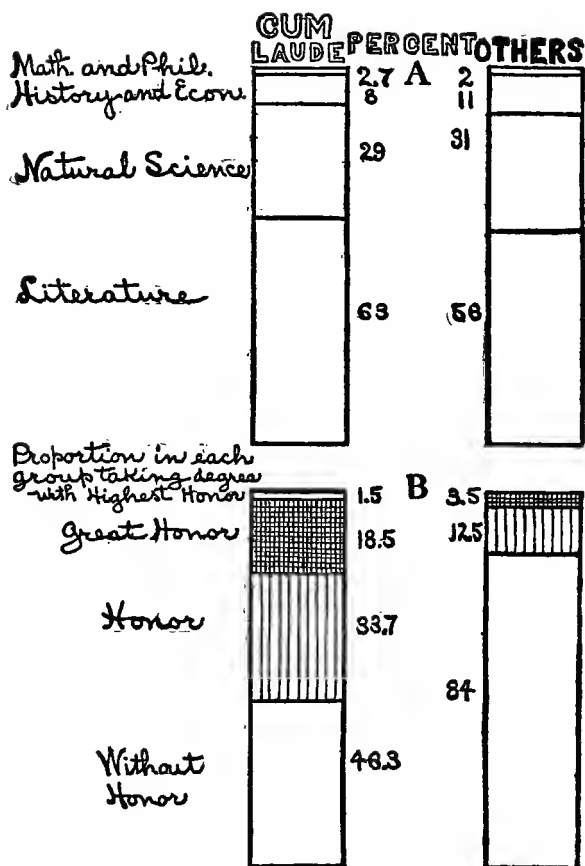 CUM LAUDE PERCENT OTHERS
Math. and Phil. 2.7 A 2
History and Econ. 8 11
Natural Science 29 31
Literature 63 56
Proportion in each
group taking degree
with Highest Honor 1.5 B 3.5
Great Honor 18.5 12.5
Honor 33.7
84
Without 46.3
Honor